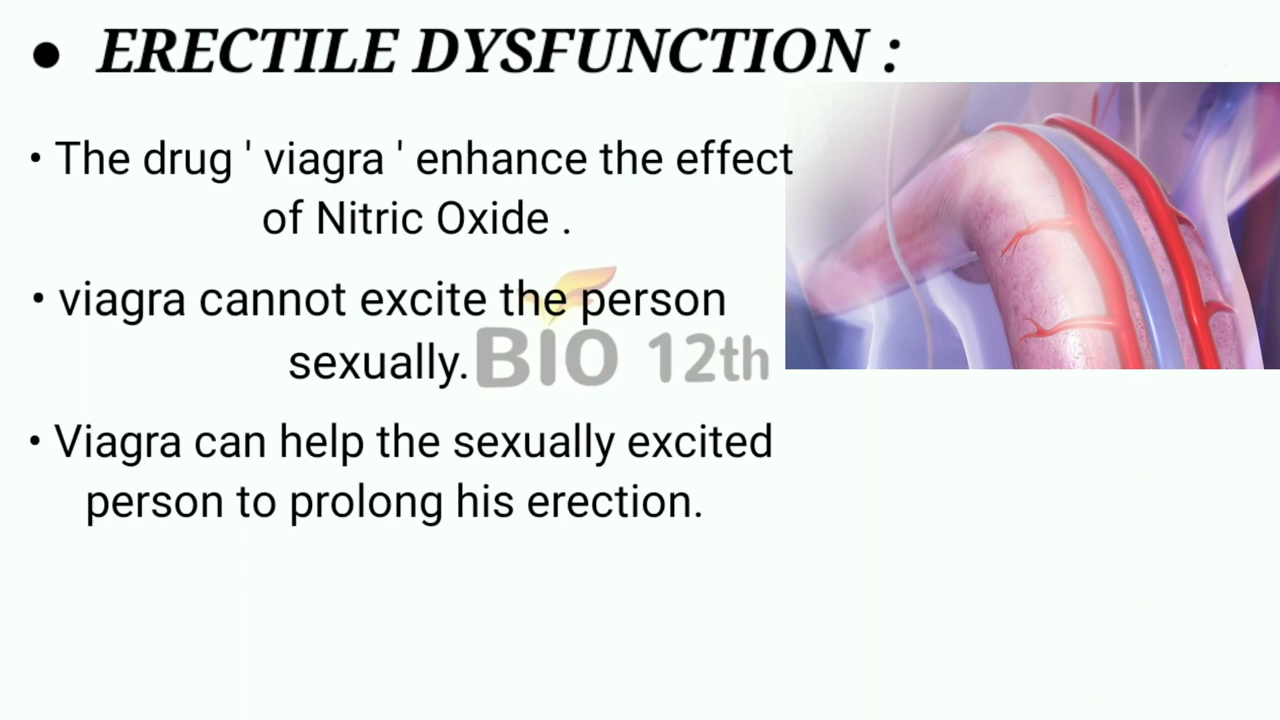 • ERECTILE DYSFUNCTION :
• The drug ' viagra ' enhance the effect
of Nitric Oxide .
• viagra cannot excite the person
sexually.
BIO 12th
• Viagra can help the sexually excited
person to prolong his erection.